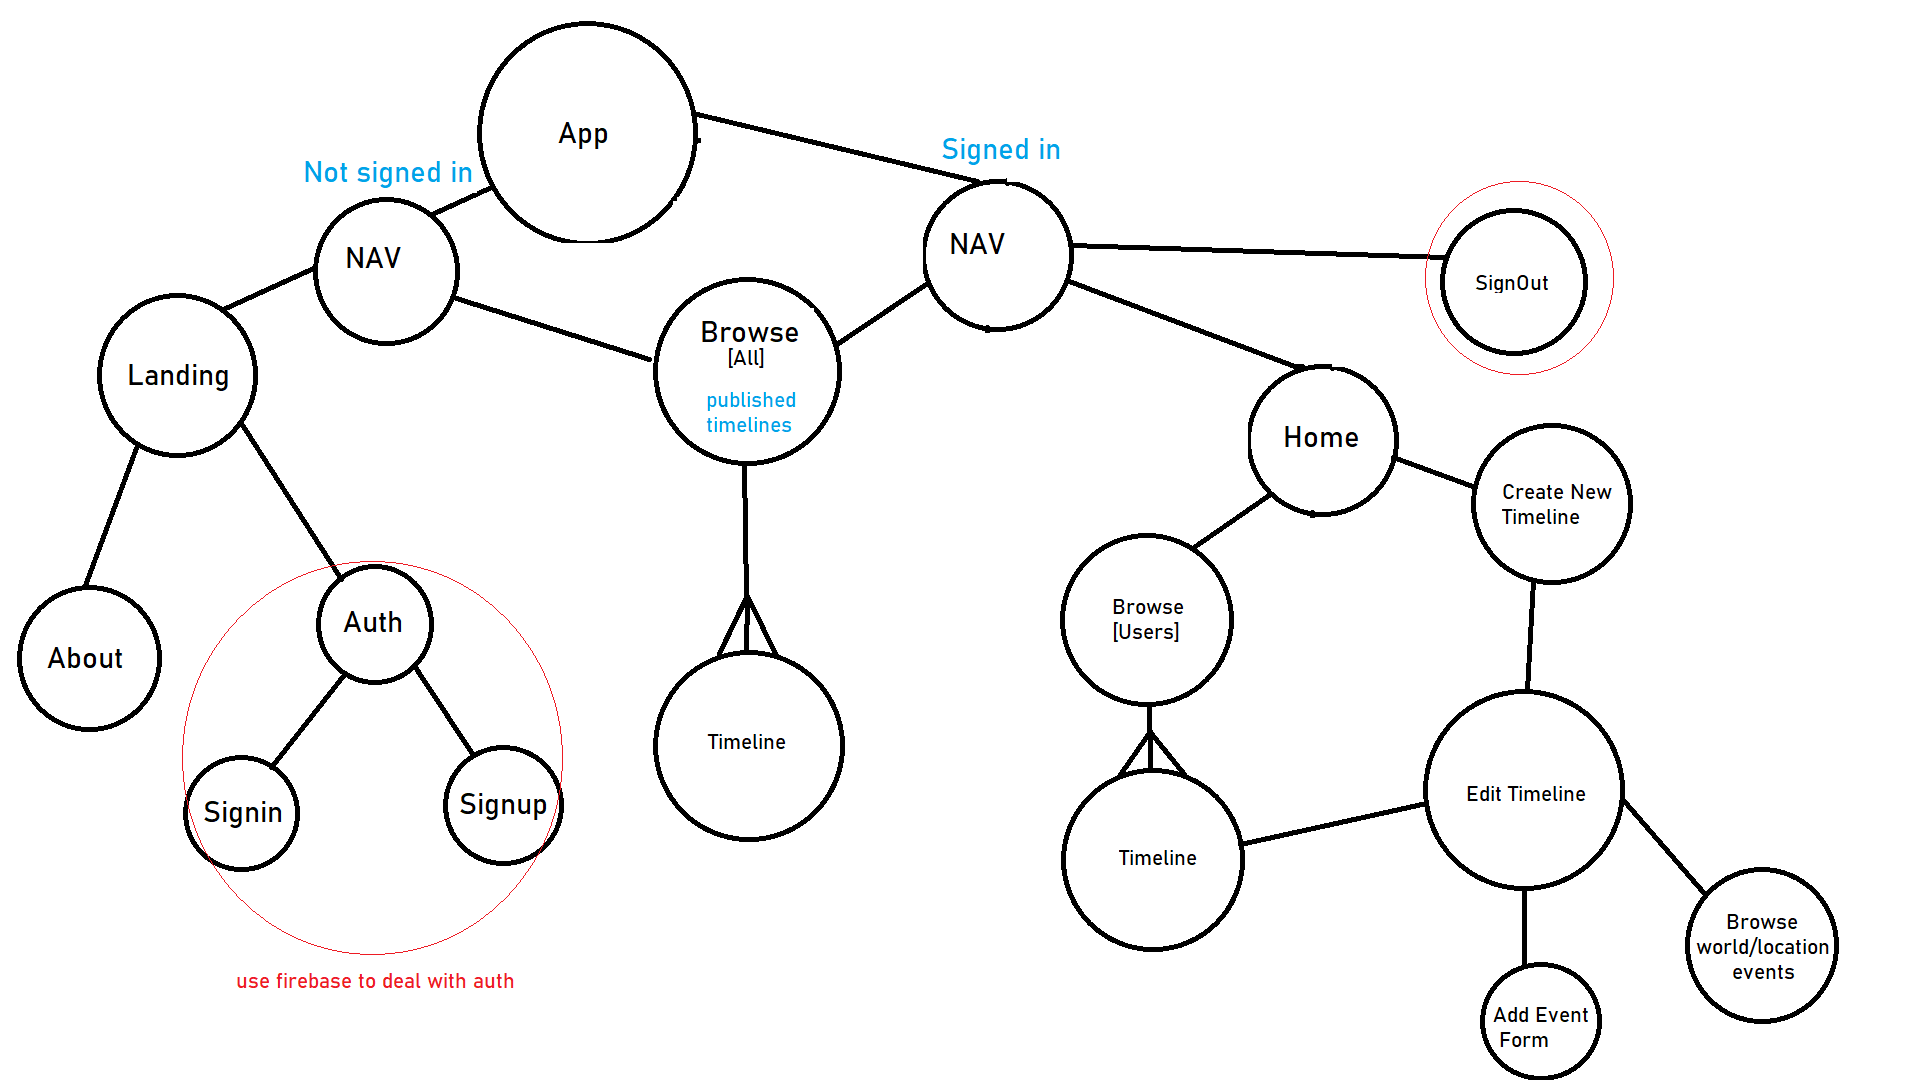 App
Not signed in
Signed in
NAV
NAV
SignOut
Landing
Browse
[All]
published
timelines
Home
Create New
Timeline
Browse
[Users]
About
Auth
Signin
Signup
Timeline
Timeline
Edit Timeline
Browse
world/location
events
use firebase to deal with auth
Add Event
Form